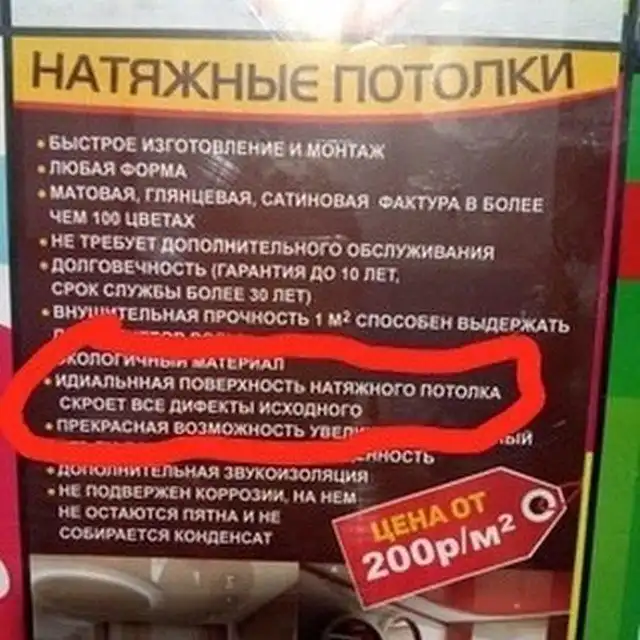 НАТЯЖНЫЕ ПОТОЛКИ
• БЫСТРОЕ ИЗГОТОВЛЕНИЕ И МОНТАЖ
• ЛЮБАЯ ФОРМА
• МАТОВАЯ, ГЛЯНЦЕВАЯ, САТИНОВАЯ ФАКТУРА В БОЛЕЕ
ЧЕМ 100 ЦВЕТАХ
• НЕ ТРЕБУЕТ ДОПОЛНИТЕЛЬНОГО ОБСЛУЖИВАНИЯ
• ДОЛГОВЕЧНОСТЬ (ГАРАНТИЯ ДО 10 ЛЕТ,
СРОК СЛУЖБЫ БОЛЕЕ 30 ЛЕТ)
• ВНУШИТЕЛЬНАЯ ПРОЧНОСТЬ 1 М² СПОСОБЕН ВЫДЕРЖАТЬ
ЭКОЛОГИЧНЫЙ МАТЕРИАЛ
• ИДИАЛЬННАЯ ПОВЕРХНОСТЬ НАТЯЖНОГО ПОТОЛКА
СКРОЕТ ВСЕ ДИФЕКТЫ ИСХОДНОГО
• ПРЕКРАСНАЯ ВОЗМОЖНОСТЬ
• ДОПОЛНИТЕЛЬНАЯ ЗВУКОИЗОЛЯЦИЯ
• НЕ ПОДВЕРЖЕН КОРРОЗИИ, НА НЕМ
НЕ ОСТАЮТСЯ ПЯТНА И НЕ
СОБИРАЕТСЯ КОНДЕНСАТ
ЦЕНА ОТ
200р/м²